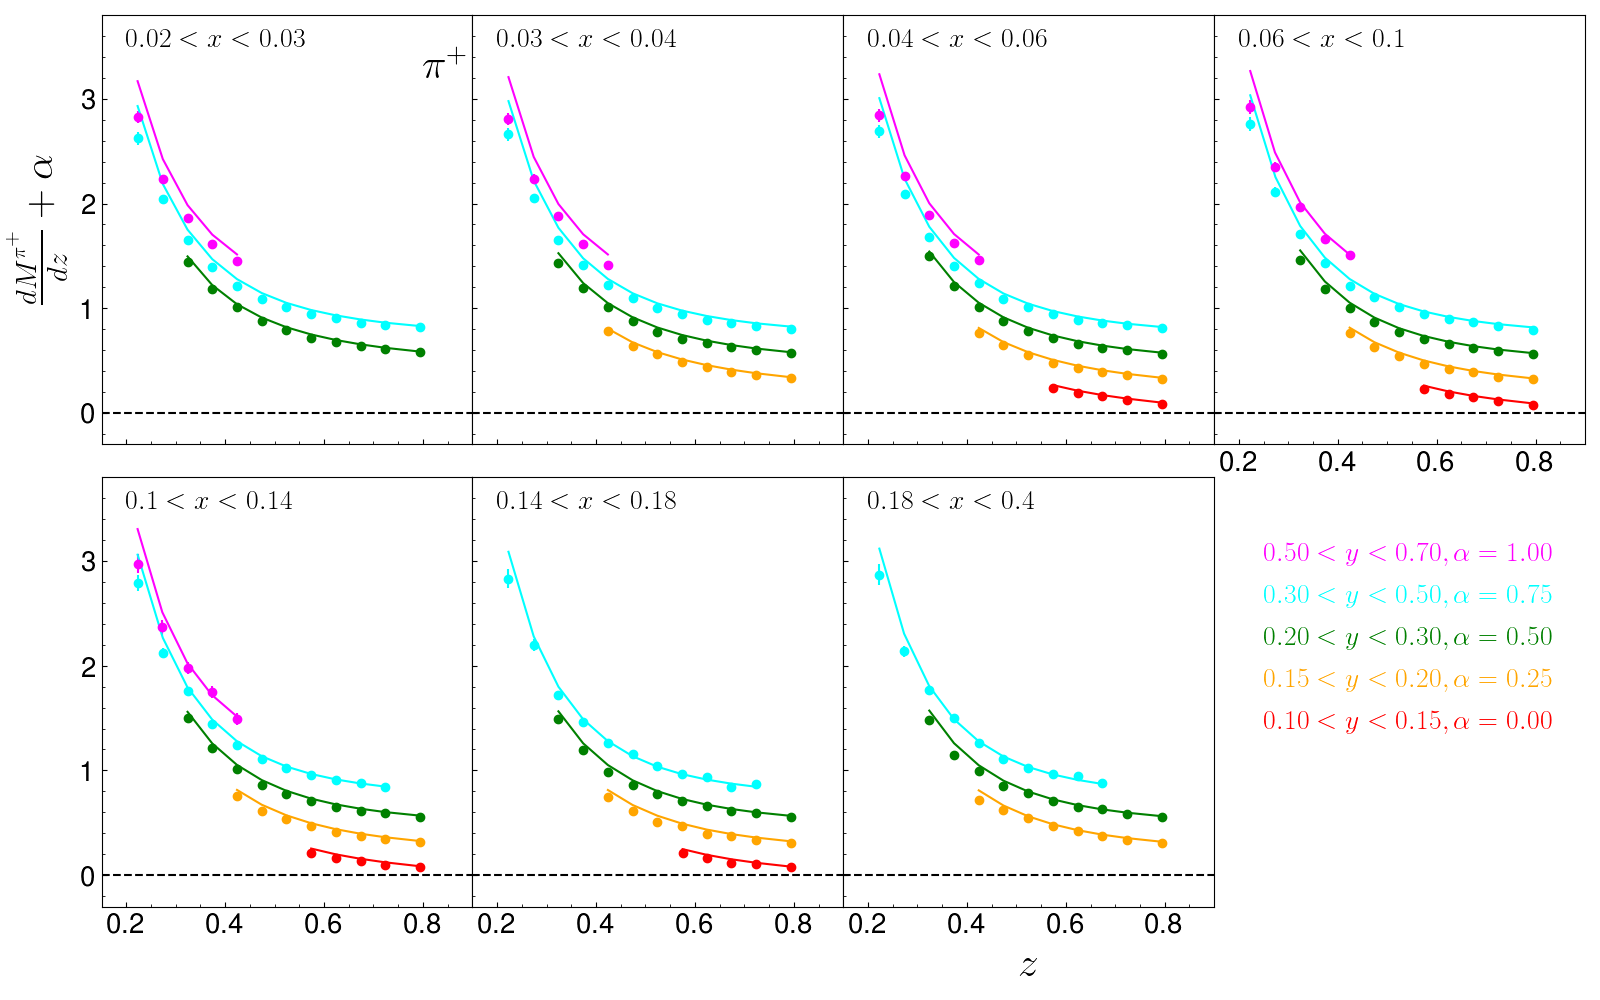 0.02 < x < 0.03
0.03 < x < 0.04
0.04 < x < 0.06
0.06 < x < 0.1
π⁺
3
2
1
0
dM^{π⁺}/dz + α
0.2 0.4 0.6 0.8
0.1 < x < 0.14
0.14 < x < 0.18
0.18 < x < 0.4
3
2
1
0
0.50 < y < 0.70, α = 1.00
0.30 < y < 0.50, α = 0.75
0.20 < y < 0.30, α = 0.50
0.15 < y < 0.20, α = 0.25
0.10 < y < 0.15, α = 0.00
0.2 0.4 0.6 0.8
0.2 0.4 0.6 0.8
0.2 0.4 0.6 0.8
z